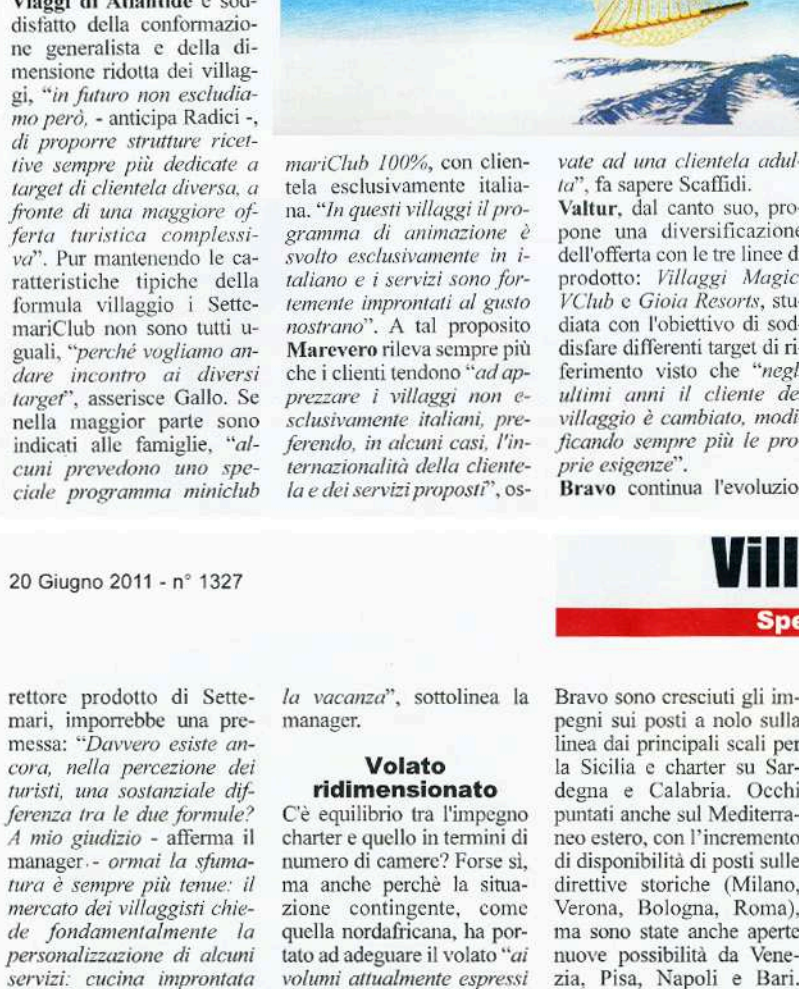 Viaggi di Atlantide è sod-
disfatto della conformazio-
ne generalista e della di-
mensione ridotta dei villag-
gi, “in futuro non escludia-
mo però, - anticipa Radici -,
di proporre strutture ricet-
tive sempre più dedicate a
target di clientela diversa, a
fronte di una maggiore of-
ferta turistica complessi-
va”. Pur mantenendo le ca-
ratteristiche tipiche della
formula villaggio i Sette-
mariClub non sono tutti u-
guali, “perché vogliamo an-
dare incontro ai diversi
target”, asserisce Gallo. Se
nella maggior parte sono
indicati alle famiglie, “al-
cuni prevedono uno spe-
ciale programma miniclub
mariClub 100%, con clien-
tela esclusivamente italia-
na. “In questi villaggi il pro-
gramma di animazione è
svolto esclusivamente in i-
taliano e i servizi sono for-
temente improntati al gusto
nostrano”. A tal proposito
Marevero rileva sempre più
che i clienti tendono “ad ap-
prezzare i villaggi non e-
sclusivamente italiani, pre-
ferendo, in alcuni casi, l'in-
ternazionalità della cliente-
la e dei servizi proposti”, os-
vate ad una clientela adul-
ta”, fa sapere Scaffidi.
Valtur, dal canto suo, pro-
pone una diversificazione
dell'offerta con le tre linee d
prodotto: Villaggi Magic
VClub e Gioia Resorts, stu-
diata con l'obiettivo di sod-
disfare differenti target di ri-
ferimento visto che “negl
ultimi anni il cliente de
villaggio è cambiato, modi
ficando sempre più le pro
prie esigenze”.
Bravo continua l'evoluzio
20 Giugno 2011 - n° 1327
Vill
Spe
rettore prodotto di Sette-
mari, imporrebbe una pre-
messa: “Davvero esiste an-
cora, nella percezione dei
turisti, una sostanziale dif-
ferenza tra le due formule?
A mio giudizio - afferma il
manager - ormai la sfuma-
tura è sempre più tenue: il
mercato dei villaggisti chie-
de fondamentalmente la
personalizzazione di alcuni
servizi: cucina improntata
la vacanza”, sottolinea la
manager.
Volato
ridimensionato
C'è equilibrio tra l'impegno
charter e quello in termini di
numero di camere? Forse sì,
ma anche perchè la situa-
zione contingente, come
quella nordafricana, ha por-
tato ad adeguare il volato “ai
volumi attualmente espressi
Bravo sono cresciuti gli im-
pegni sui posti a nolo sulla
linea dai principali scali per
la Sicilia e charter su Sar-
degna e Calabria. Occhi
puntati anche sul Mediterra-
neo estero, con l’incremento
di disponibilità di posti sulle
direttive storiche (Milano,
Verona, Bologna, Roma),
ma sono state anche aperte
nuove possibilità da Vene-
zia, Pisa, Napoli e Bari.